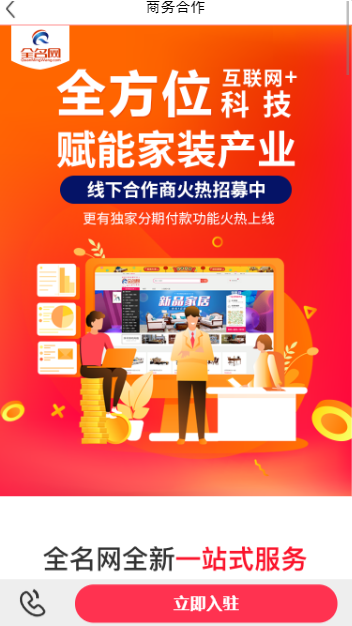 商务合作
全名网
全方位 互联网+
科技
赋能家装产业
线下合作商火热招募中
更有独家分期付款功能火热上线
新品家居
全名网全新一站式服务
立即入驻